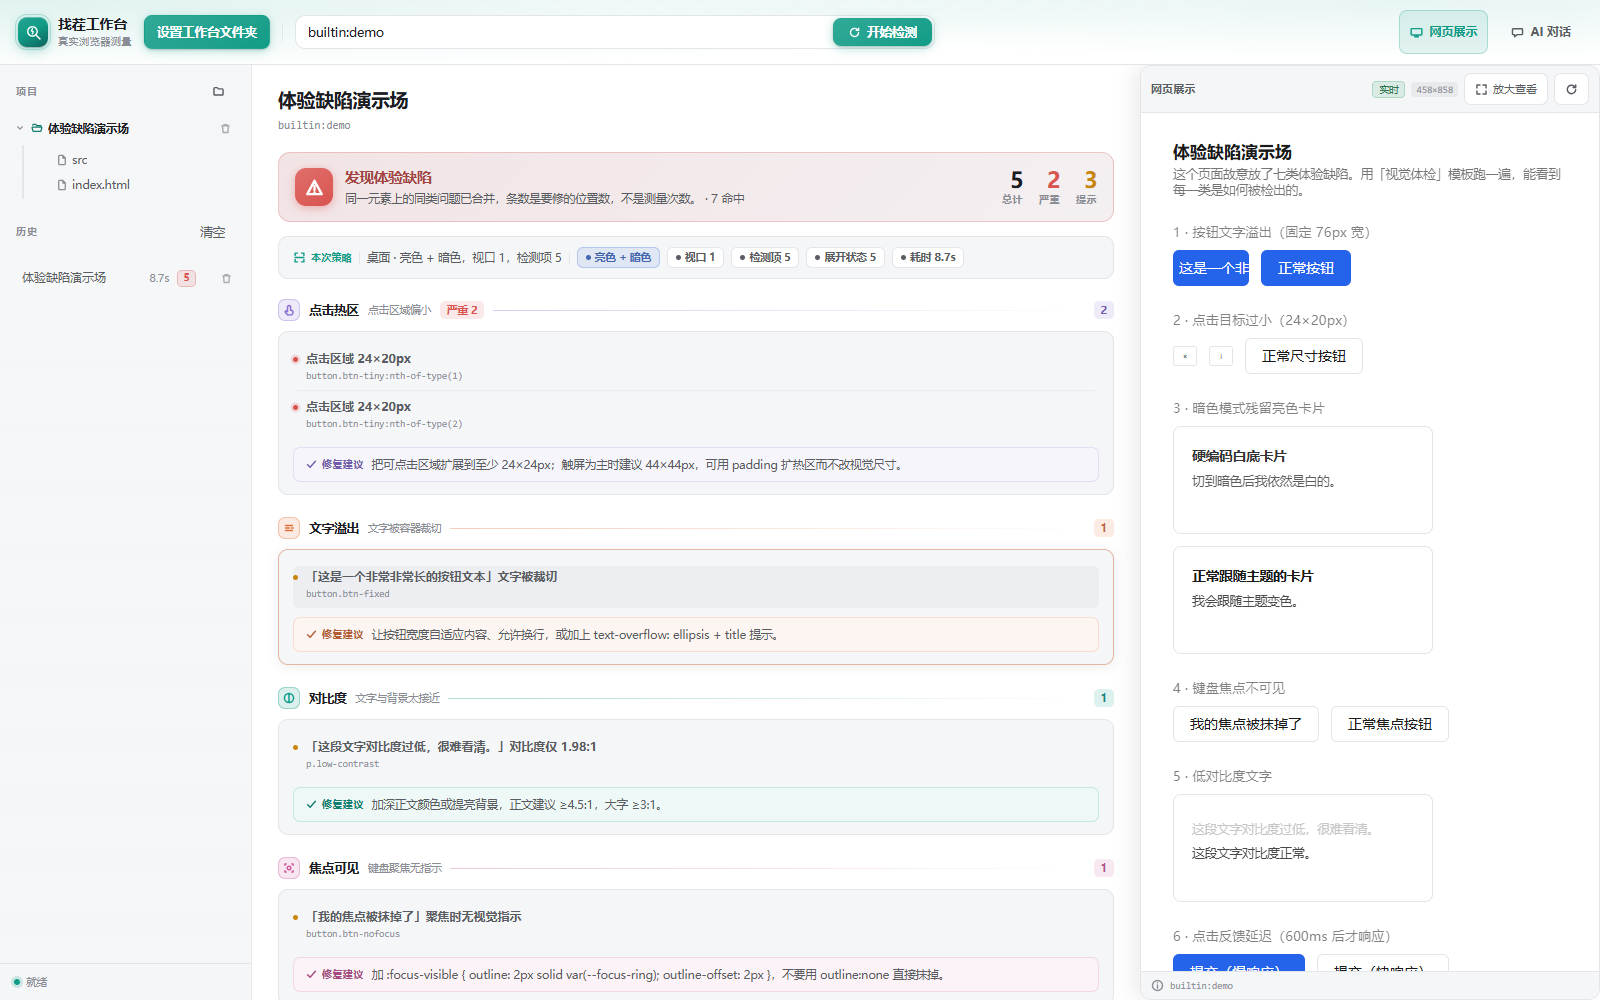 找茬工作台
真实浏览器测量
设置工作台文件夹
builtin:demo
开始检测
网页展示
AI 对话
项目
体验缺陷演示场
src
index.html
历史
清空
体验缺陷演示场
8.7s
5
就绪
体验缺陷演示场
builtin:demo
发现体验缺陷
同一元素上的同类问题已合并，条数是要修的位置数，不是测量次数。 · 7 命中
5
总计
2
严重
3
提示
本次策略
桌面 · 亮色 + 暗色，视口 1，检测项 5
亮色 + 暗色
视口 1
检测项 5
展开状态 5
耗时 8.7s
点击热区
点击区域偏小
严重 2
2
点击区域 24×20px
button.btn-tiny:nth-of-type(1)
点击区域 24×20px
button.btn-tiny:nth-of-type(2)
修复建议 把可点击区域扩展到至少 24×24px；触屏为主时建议 44×44px，可用 padding 扩热区而不改视觉尺寸。
文字溢出
文字被容器裁切
1
「这是一个非常非常长的按钮文本」文字被裁切
button.btn-fixed
修复建议 让按钮宽度自适应内容、允许换行，或加上 text-overflow: ellipsis + title 提示。
对比度
文字与背景太接近
1
「这段文字对比度过低，很难看清。」对比度仅 1.98:1
p.low-contrast
修复建议 加深正文颜色或提亮背景，正文建议 ≥4.5:1，大字 ≥3:1。
焦点可见
键盘聚焦无指示
1
「我的焦点被抹掉了」聚焦时无视觉指示
button.btn-nofocus
修复建议 加 :focus-visible { outline: 2px solid var(--focus-ring); outline-offset: 2px }，不要用 outline:none 直接抹掉。
网页展示
实时
458×858
放大查看
体验缺陷演示场
这个页面故意放了七类体验缺陷。用「视觉体检」模板跑一遍，能看到
每一类是如何被检出的。
1 · 按钮文字溢出（固定 76px 宽）
这是一个非
正常按钮
2 · 点击目标过小（24×20px）
正常尺寸按钮
3 · 暗色模式残留亮色卡片
硬编码白底卡片
切到暗色后我依然是白的。
正常跟随主题的卡片
我会跟随主题变色。
4 · 键盘焦点不可见
我的焦点被抹掉了
正常焦点按钮
5 · 低对比度文字
这段文字对比度过低，很难看清。
这段文字对比度正常。
6 · 点击反馈延迟（600ms 后才响应）
提交（慢响应）
提交（快响应）
builtin:demo